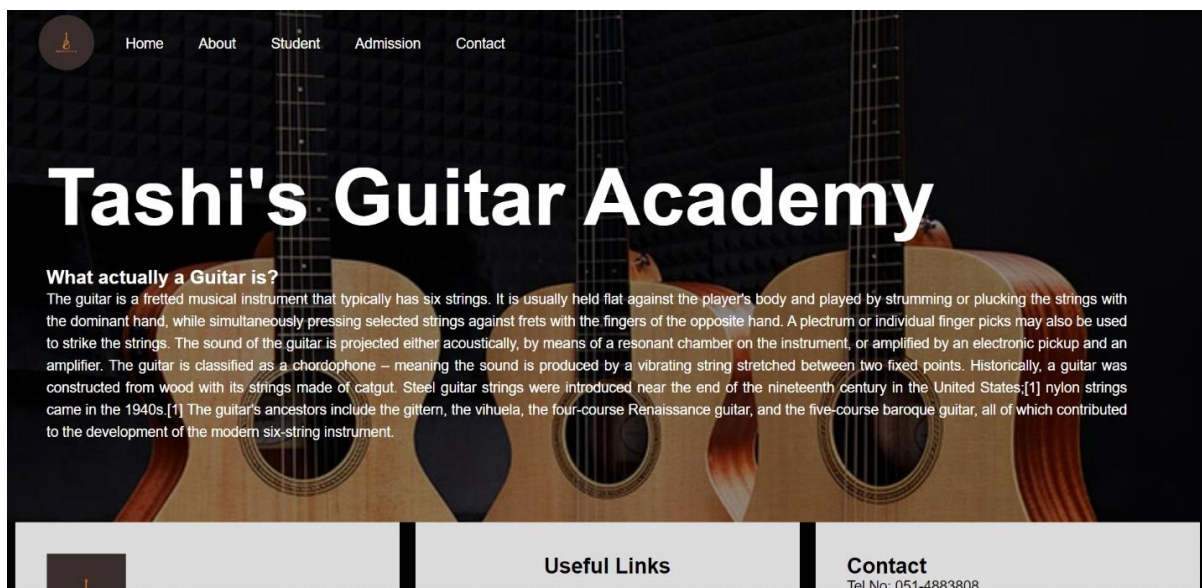 Home About Student Admission Contact
Tashi's Guitar Academy
What actually a Guitar is?
The guitar is a fretted musical instrument that typically has six strings. It is usually held flat against the player's body and played by strumming or plucking the strings with
the dominant hand, while simultaneously pressing selected strings against frets with the fingers of the opposite hand. A plectrum or individual finger picks may also be used
to strike the strings. The sound of the guitar is projected either acoustically, by means of a resonant chamber on the instrument, or amplified by an electronic pickup and an
amplifier. The guitar is classified as a chordophone – meaning the sound is produced by a vibrating string stretched between two fixed points. Historically, a guitar was
constructed from wood with its strings made of catgut. Steel guitar strings were introduced near the end of the nineteenth century in the United States;[1] nylon strings
came in the 1940s.[1] The guitar's ancestors include the gittern, the vihuela, the four-course Renaissance guitar, and the five-course baroque guitar, all of which contributed
to the development of the modern six-string instrument.
Useful Links
Contact
Tel No: 051-4883808